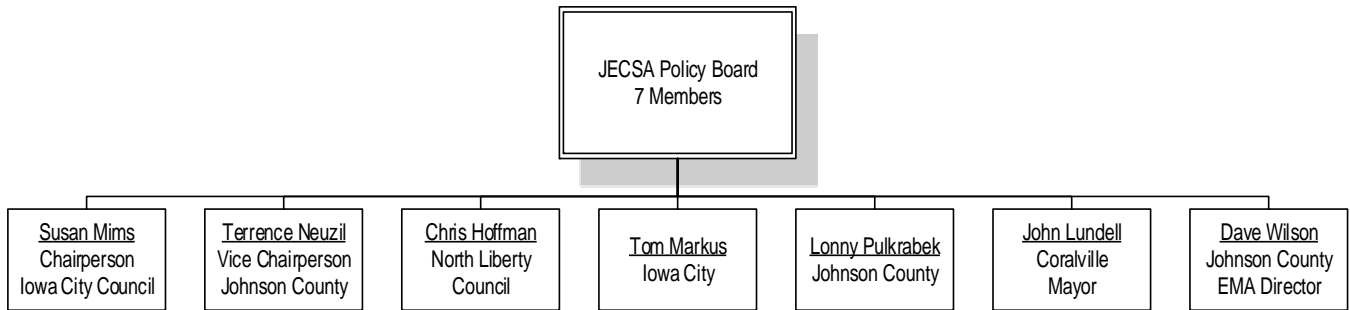 JECSA Policy Board
7 Members
Susan Mims
Chairperson
Iowa City Council
Terrence Neuzil
Vice Chairperson
Johnson County
Chris Hoffman
North Liberty
Council
Tom Markus
Iowa City
Lonny Pulkrabek
Johnson County
John Lundell
Coralville
Mayor
Dave Wilson
Johnson County
EMA Director